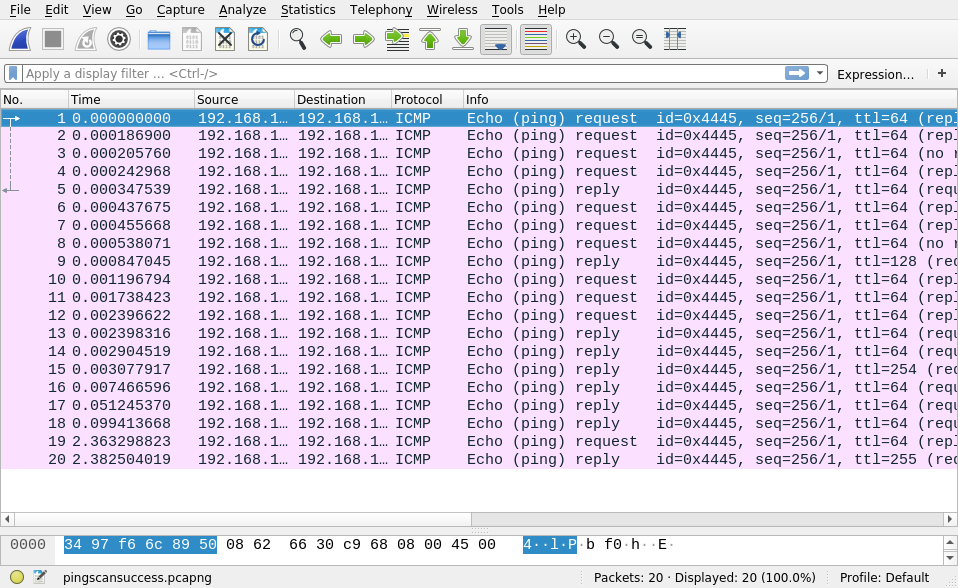 File Edit View Go Capture Analyze Statistics Telephony Wireless Tools Help
Apply a display filter ... <Ctrl-/> Expression… +
No. Time Source Destination Protocol Info
1 0.000000000 192.168.1… 192.168.1… ICMP Echo (ping) request id=0x4445, seq=256/1, ttl=64 (repl
2 0.000186900 192.168.1… 192.168.1… ICMP Echo (ping) request id=0x4445, seq=256/1, ttl=64 (repl
3 0.000205760 192.168.1… 192.168.1… ICMP Echo (ping) request id=0x4445, seq=256/1, ttl=64 (no r
4 0.000242968 192.168.1… 192.168.1… ICMP Echo (ping) request id=0x4445, seq=256/1, ttl=64 (repl
5 0.000347539 192.168.1… 192.168.1… ICMP Echo (ping) reply id=0x4445, seq=256/1, ttl=64 (requ
6 0.000437675 192.168.1… 192.168.1… ICMP Echo (ping) request id=0x4445, seq=256/1, ttl=64 (repl
7 0.000455668 192.168.1… 192.168.1… ICMP Echo (ping) request id=0x4445, seq=256/1, ttl=64 (repl
8 0.000538071 192.168.1… 192.168.1… ICMP Echo (ping) request id=0x4445, seq=256/1, ttl=64 (no r
9 0.000847045 192.168.1… 192.168.1… ICMP Echo (ping) reply id=0x4445, seq=256/1, ttl=128 (req
10 0.001196794 192.168.1… 192.168.1… ICMP Echo (ping) request id=0x4445, seq=256/1, ttl=64 (repl
11 0.001738423 192.168.1… 192.168.1… ICMP Echo (ping) request id=0x4445, seq=256/1, ttl=64 (repl
12 0.002396622 192.168.1… 192.168.1… ICMP Echo (ping) request id=0x4445, seq=256/1, ttl=64 (repl
13 0.002398316 192.168.1… 192.168.1… ICMP Echo (ping) reply id=0x4445, seq=256/1, ttl=64 (requ
14 0.002904519 192.168.1… 192.168.1… ICMP Echo (ping) reply id=0x4445, seq=256/1, ttl=64 (requ
15 0.003077917 192.168.1… 192.168.1… ICMP Echo (ping) reply id=0x4445, seq=256/1, ttl=254 (req
16 0.007466596 192.168.1… 192.168.1… ICMP Echo (ping) reply id=0x4445, seq=256/1, ttl=64 (requ
17 0.051245370 192.168.1… 192.168.1… ICMP Echo (ping) reply id=0x4445, seq=256/1, ttl=64 (requ
18 0.099413668 192.168.1… 192.168.1… ICMP Echo (ping) reply id=0x4445, seq=256/1, ttl=64 (requ
19 2.363298823 192.168.1… 192.168.1… ICMP Echo (ping) request id=0x4445, seq=256/1, ttl=64 (repl
20 2.382504019 192.168.1… 192.168.1… ICMP Echo (ping) reply id=0x4445, seq=256/1, ttl=255 (req
0000 34 97 f6 6c 89 50 08 62 66 30 c9 68 08 00 45 00 4··l·P·b f0·h··E·
pingscansuccess.pcapng Packets: 20 · Displayed: 20 (100.0%) Profile: Default